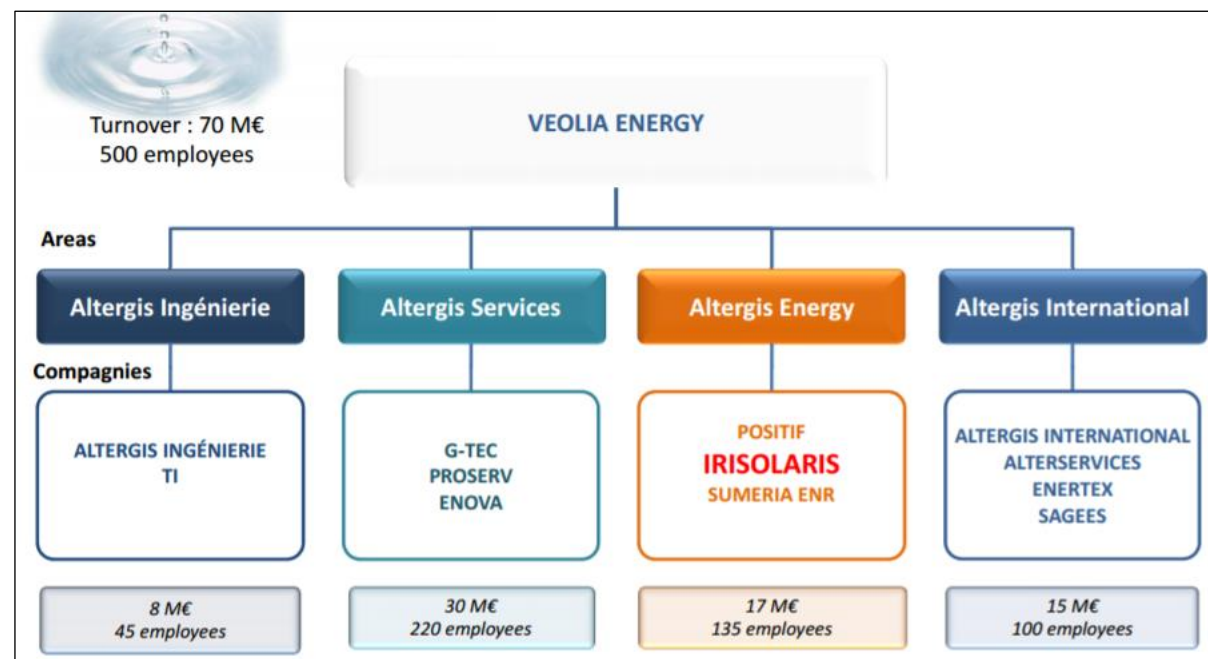 Turnover : 70 M€
500 employees
VEOLIA ENERGY
Areas
Altergis Ingénierie
Altergis Services
Altergis Energy
Altergis International
Compagnies
ALTERGIS INGÉNIERIE
TI
G-TEC
PROSERV
ENOVA
POSITIF
IRISOLARIS
SUMERIA ENR
ALTERGIS INTERNATIONAL
ALTERSERVICES
ENERTEX
SAGEES
8 M€
45 employees
30 M€
220 employees
17 M€
135 employees
15 M€
100 employees